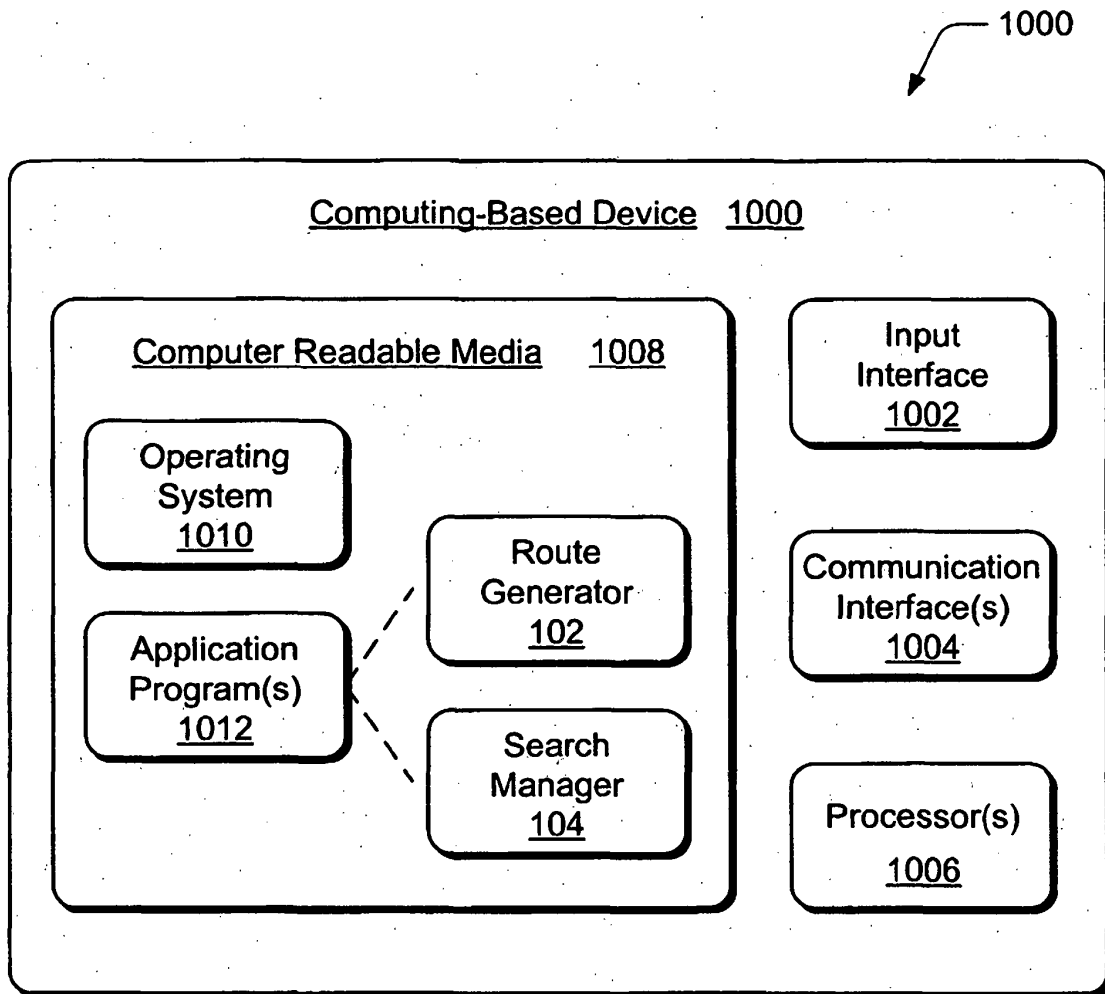 1000
Computing-Based Device 1000
Computer Readable Media 1008
Operating
System
1010
Application
Program(s)
1012
Route
Generator
102
Search
Manager
104
Input
Interface
1002
Communication
Interface(s)
1004
Processor(s)
1006